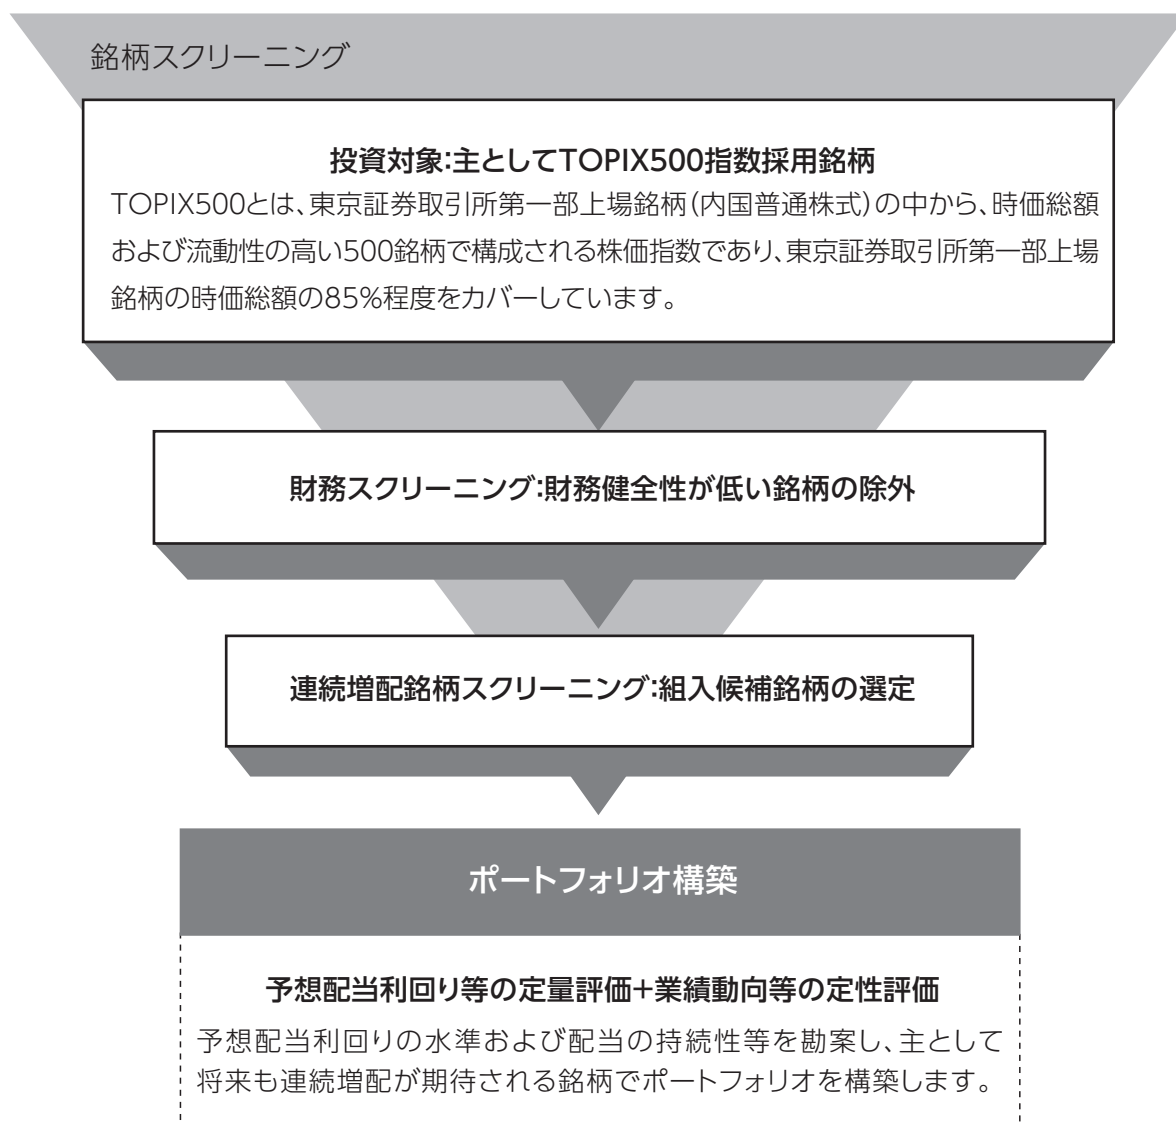 銘柄スクリーニング
投資対象:主としてTOPIX500指数採用銘柄
TOPIX500とは、東京証券取引所第一部上場銘柄(内国普通株式)の中から、時価総額
および流動性の高い500銘柄で構成される株価指数であり、東京証券取引所第一部上場
銘柄の時価総額の85%程度をカバーしています。
財務スクリーニング:財務健全性が低い銘柄の除外
連続増配銘柄スクリーニング:組入候補銘柄の選定
ポートフォリオ構築
予想配当利回り等の定量評価+業績動向等の定性評価
予想配当利回りの水準および配当の持続性等を勘案し、主として
将来も連続増配が期待される銘柄でポートフォリオを構築します。